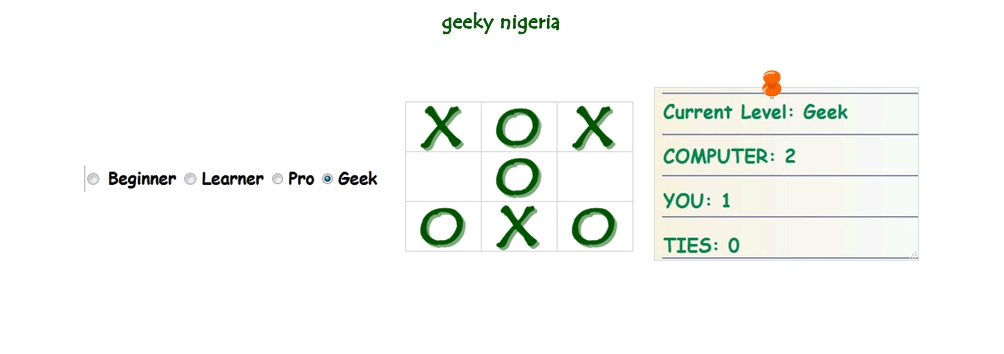 geeky nigeria
Beginner Learner Pro Geek
X O X
O
O X O
Current Level: Geek
COMPUTER: 2
YOU: 1
TIES: 0